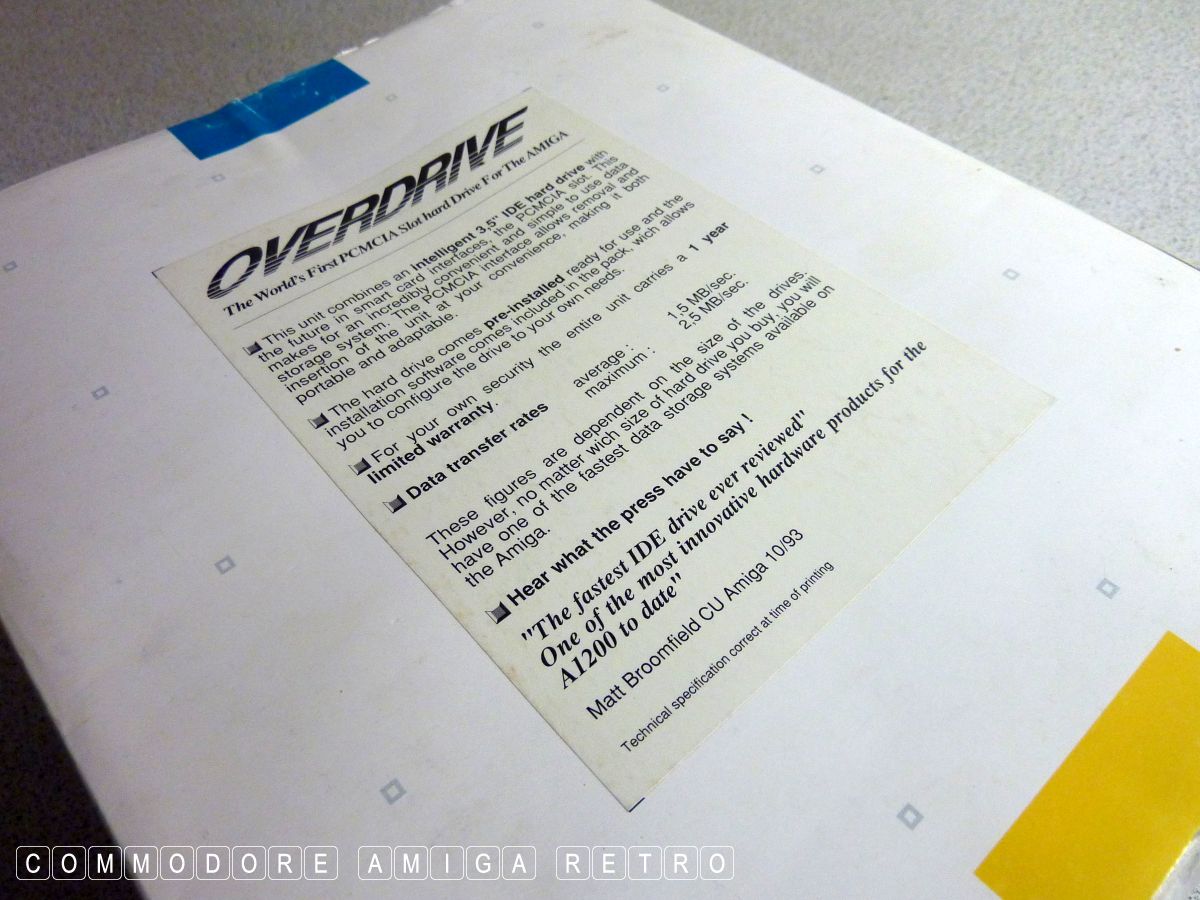 OVERDRIVE
The World's First PCMCIA Slot hard Drive For The AMIGA
This unit combines an intelligent 3.5" IDE hard drive with
the future in smart card interfaces, the PCMCIA slot. This
makes for an incredibly convenient and simple to use data
storage system. The PCMCIA interface allows removal and
insertion of the unit at your convenience, making it both
portable and adaptable.
The hard drive comes pre-installed ready for use and the
installation software comes included in the pack, wich allows
you to configure the drive to your own needs.
For your own security the entire unit carries a 1 year
limited warranty.
Data transfer rates average : 1,5 MB/sec.
maximum : 2,5 MB/sec.
These figures are dependent on the size of the drives.
However, no matter wich size of hard drive you buy, you will
have one of the fastest data storage systems available on
the Amiga.
Hear what the press have to say !
"The fastest IDE drive ever reviewed"
One of the most innovative hardware products for the
A1200 to date"
Matt Broomfield CU Amiga 10/93
Technical specification correct at time of printing
COMMODORE AMIGA RETRO